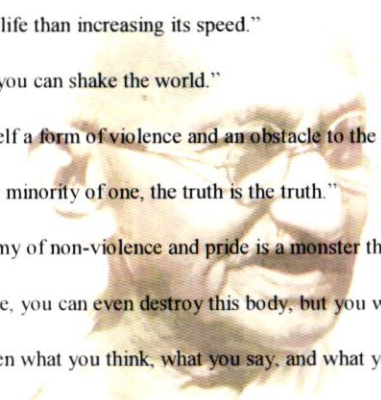 life than increasing its speed.”
you can shake the world.”
elf a form of violence and an obstacle to the
minority of one, the truth is the truth.”
my of non-violence and pride is a monster th
e, you can even destroy this body, but you w
en what you think, what you say, and what y